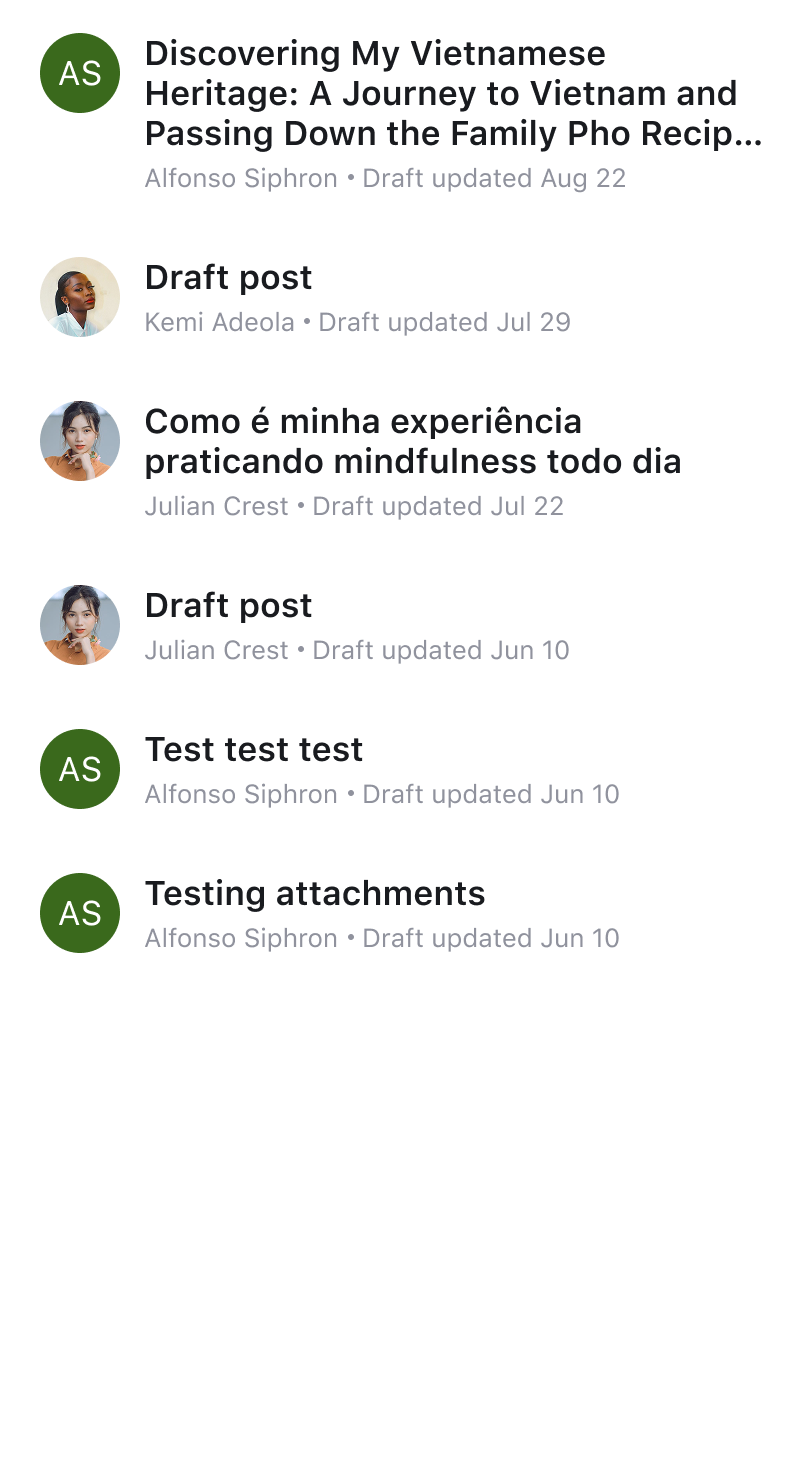 AS
Discovering My Vietnamese
Heritage: A Journey to Vietnam and
Passing Down the Family Pho Recip...
Alfonso Siphron • Draft updated Aug 22
Draft post
Kemi Adeola • Draft updated Jul 29
Como é minha experiência
praticando mindfulness todo dia
Julian Crest • Draft updated Jul 22
Draft post
Julian Crest • Draft updated Jun 10
AS
Test test test
Alfonso Siphron • Draft updated Jun 10
AS
Testing attachments
Alfonso Siphron • Draft updated Jun 10